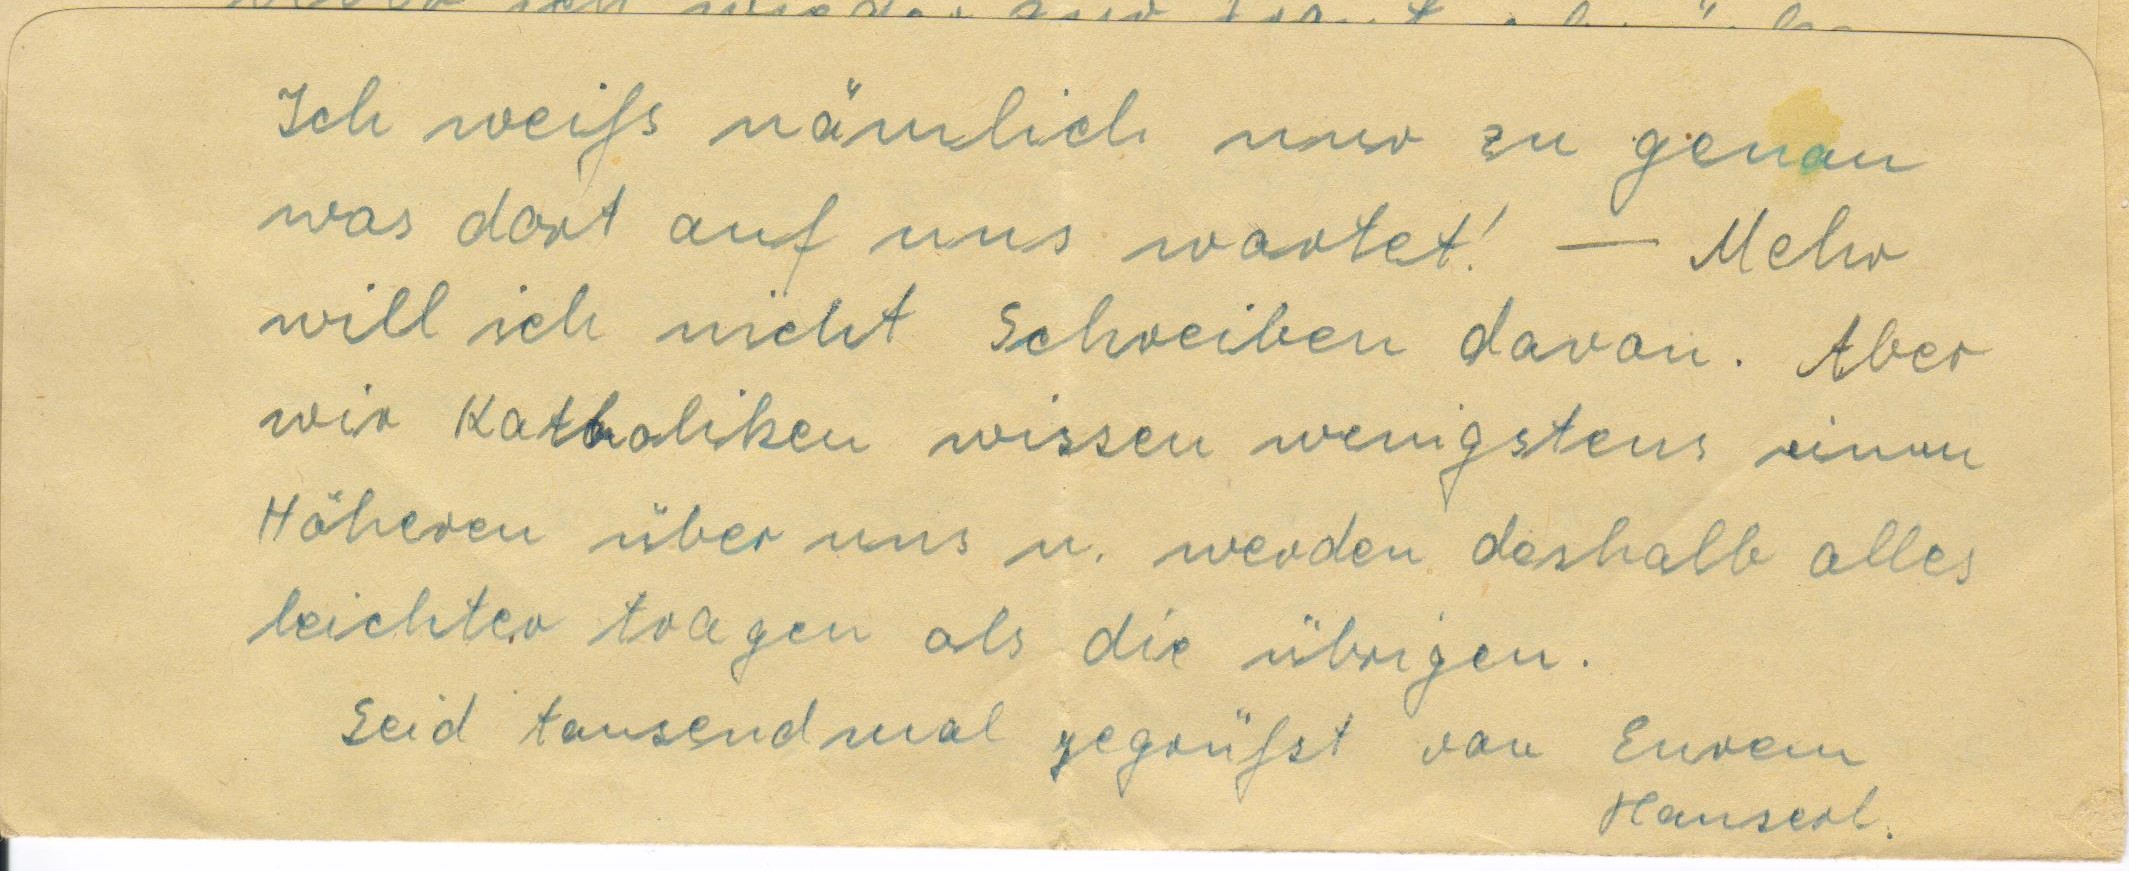 Ich weiſs nämlich nur zu genau
was dort auf uns wartet! — Mehr
will ich nicht Schreiben davon. Aber
wir Katholiken wissen wenigstens einen
Höheren über uns u. werden deshalb alles
leichter tragen als die übrigen.
Seid tausendmal gegrüſst von Eurem
Hanserl.